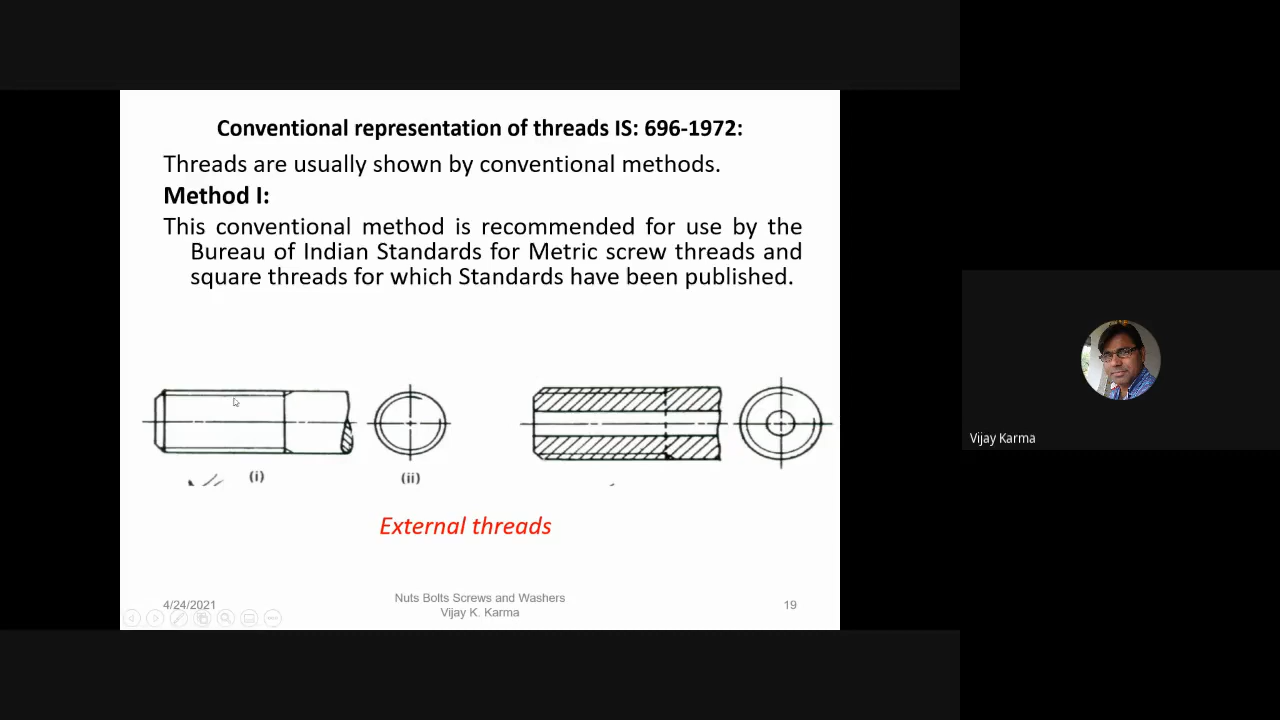 Conventional representation of threads IS: 696-1972:
Threads are usually shown by conventional methods.
Method I:
This conventional method is recommended for use by the
Bureau of Indian Standards for Metric screw threads and
square threads for which Standards have been published.
(i)
(ii)
External threads
4/24/2021
Nuts Bolts Screws and Washers
Vijay K. Karma
19
Vijay Karma